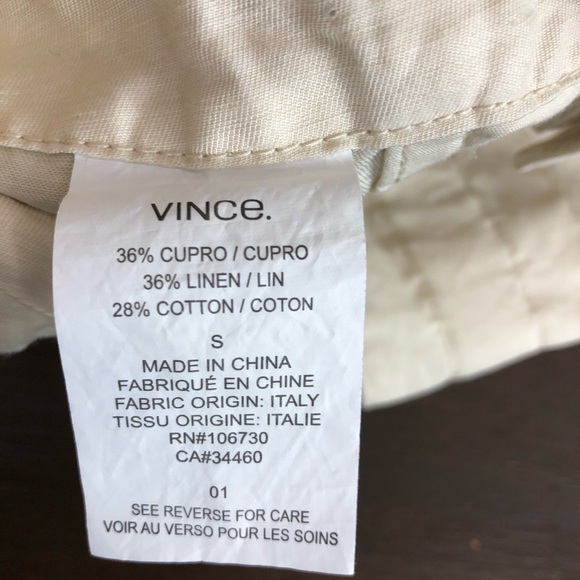 VINCE.
36% CUPRO / CUPRO
36% LINEN / LIN
28% COTTON / COTON
S
MADE IN CHINA
FABRIQUÉ EN CHINE
FABRIC ORIGIN: ITALY
TISSU ORIGINE: ITALIE
RN#106730
CA#34460
01
SEE REVERSE FOR CARE
VOIR AU VERSO POUR LES SOINS